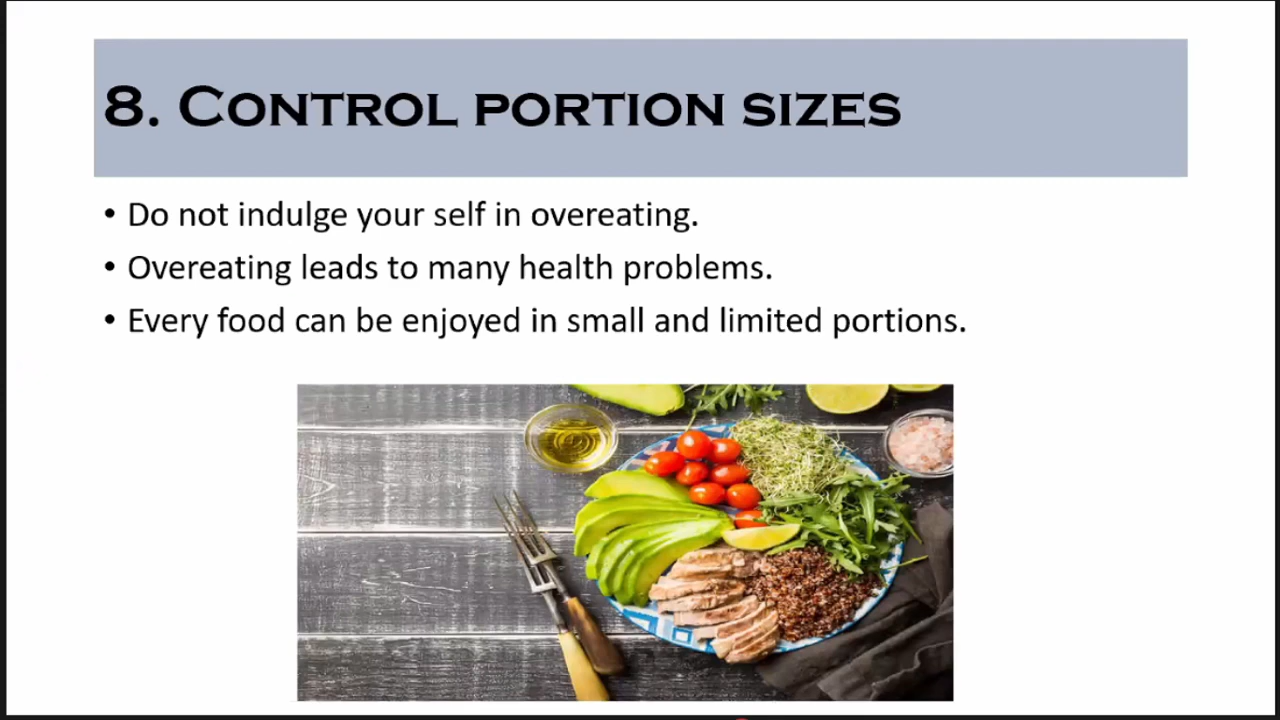 8. CONTROL PORTION SIZES
• Do not indulge your self in overeating.
• Overeating leads to many health problems.
• Every food can be enjoyed in small and limited portions.